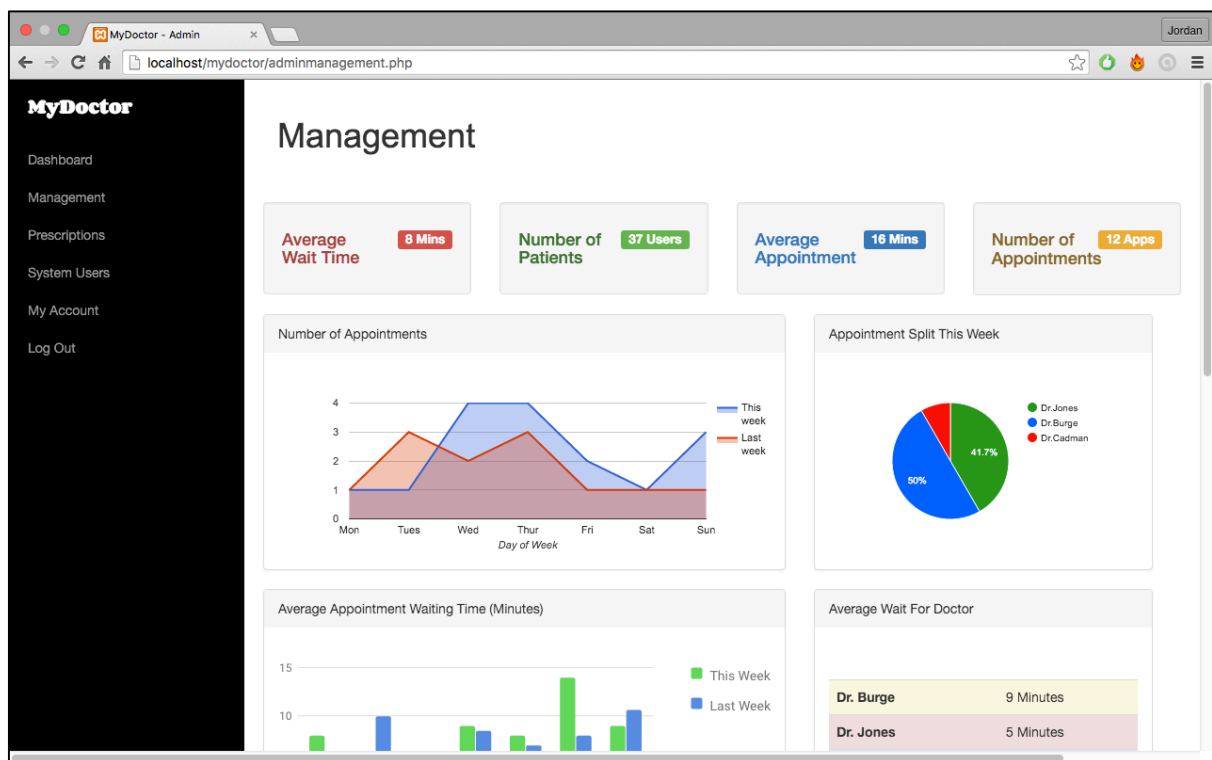 MyDoctor - Admin
Jordan
localhost/mydoctor/adminmanagement.php
MyDoctor
Dashboard
Management
Prescriptions
System Users
My Account
Log Out
Management
Average
Wait Time
8 Mins
Number of
Patients
37 Users
Average
Appointment
16 Mins
Number of
Appointments
12 Apps
Number of Appointments
4
3
2
1
0
Mon Tues Wed Thur Fri Sat Sun
Day of Week
This
week
Last
week
Appointment Split This Week
41.7%
50%
Dr.Jones
Dr.Burge
Dr.Cadman
Average Appointment Waiting Time (Minutes)
15
10
This Week
Last Week
Average Wait For Doctor
Dr. Burge 9 Minutes
Dr. Jones 5 Minutes